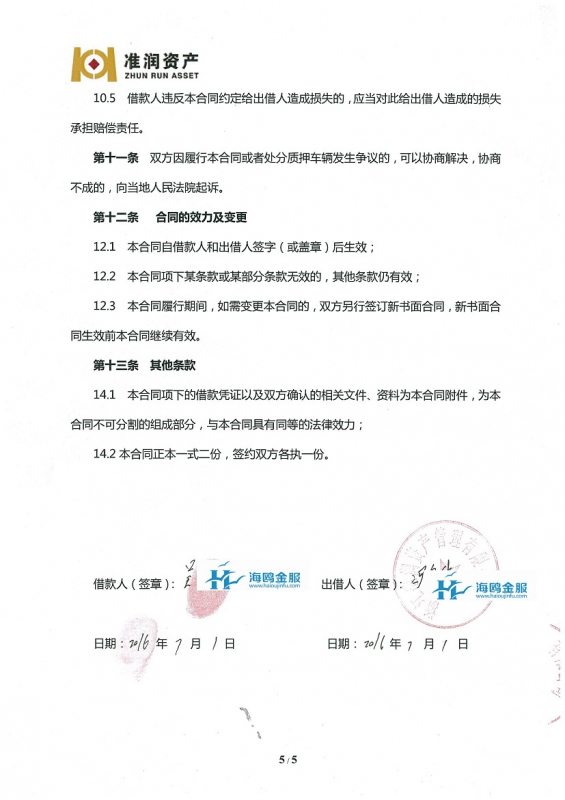 准润资产
ZHUN RUN ASSET
10.5 借款人违反本合同约定给出借人造成损失的，应当对此给出借人造成的损失
承担赔偿责任。
第十一条 双方因履行本合同或者处分质押车辆发生争议的，可以协商解决，协商
不成的，向当地人民法院起诉。
第十二条 合同的效力及变更
12.1 本合同自借款人和出借人签字（或盖章）后生效；
12.2 本合同项下某条款或某部分条款无效的，其他条款仍有效；
12.3 本合同履行期间，如需变更本合同的，双方另行签订新书面合同，新书面合
同生效前本合同继续有效。
第十三条 其他条款
14.1 本合同项下的借款凭证以及双方确认的相关文件、资料为本合同附件，为本
合同不可分割的组成部分，与本合同具有同等的法律效力；
14.2 本合同正本一式二份，签约双方各执一份。
资产管理有限
借款人（签章）： 海鸥金服 出借人（签章）： 海鸥金服
www.haioujinfu.com www.haioujinfu.com
日期：2016 年 7 月 1 日 日期：2016 年 7 月 1 日
5 / 5